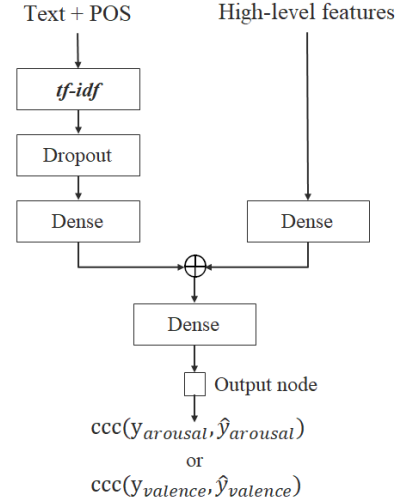 Text + POS
High-level features
tf-idf
Dropout
Dense
Dense
Dense
Output node
ccc(y_arousal, ŷ_arousal)
or
ccc(y_valence, ŷ_valence)